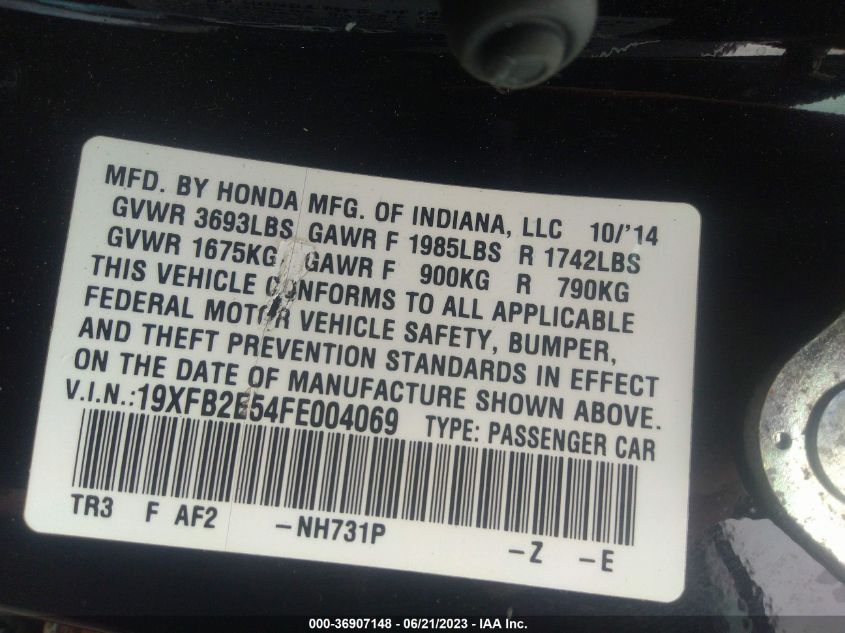 MFD. BY HONDA MFG. OF INDIANA, LLC 10/'14
GVWR 3693LBS GAWR F 1985LBS R 1742LBS
GVWR 1675KG GAWR F 900KG R 790KG
THIS VEHICLE CONFORMS TO ALL APPLICABLE
FEDERAL MOTOR VEHICLE SAFETY, BUMPER,
AND THEFT PREVENTION STANDARDS IN EFFECT
ON THE DATE OF MANUFACTURE SHOWN ABOVE.
V.I.N.:19XFB2E54FE004069 TYPE: PASSENGER CAR
TR3 F AF2 -NH731P -Z -E
000-36907148 - 06/21/2023 - IAA Inc.